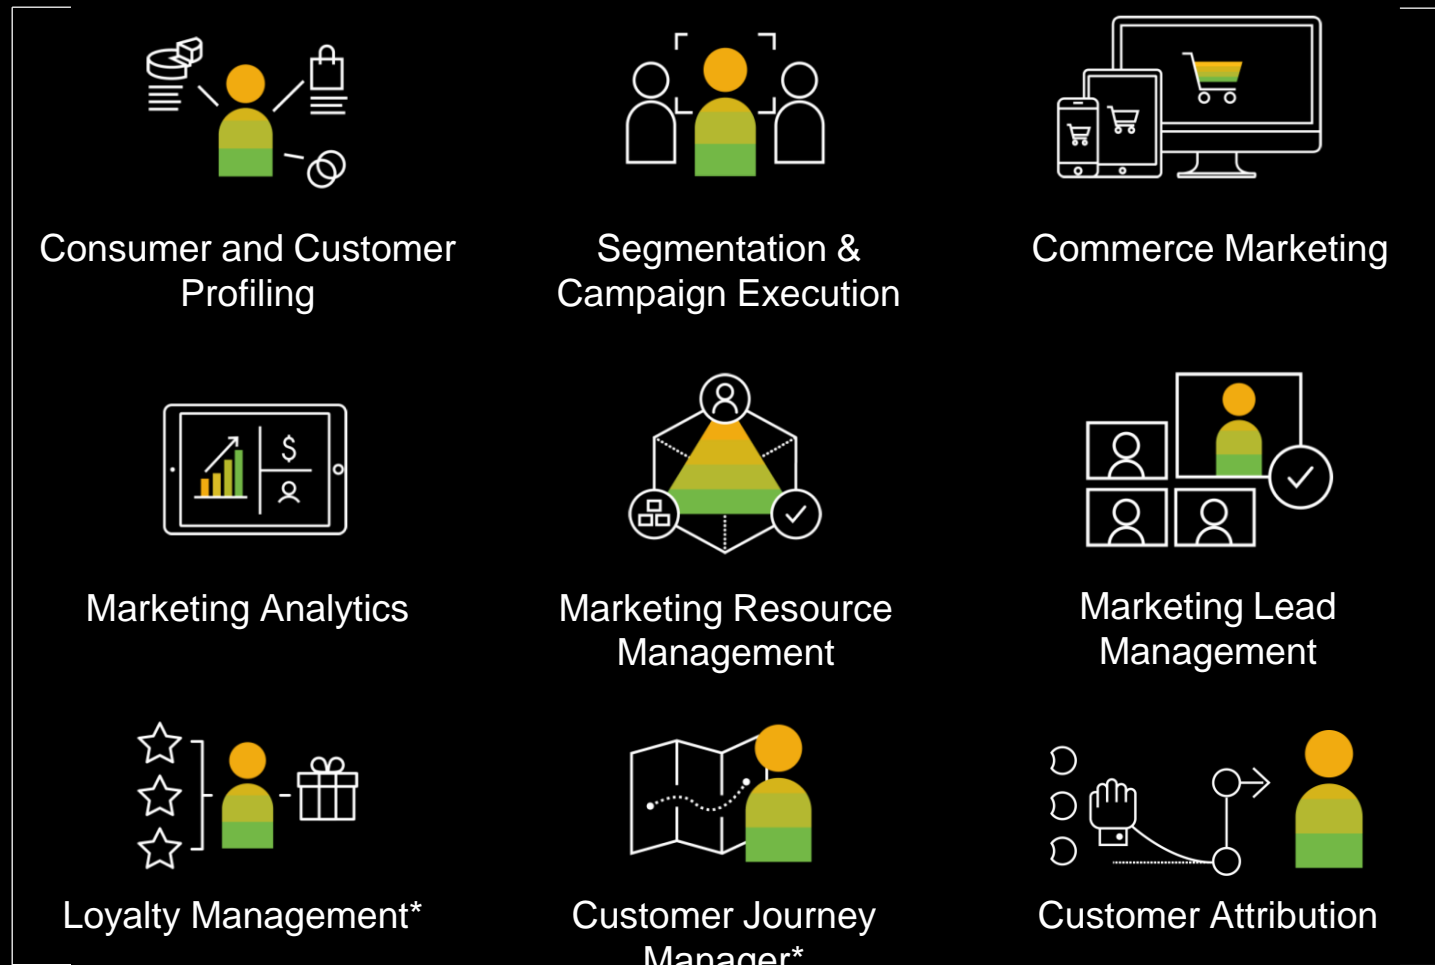 Consumer and Customer
Profiling
Segmentation &
Campaign Execution
Commerce Marketing
$
Marketing Analytics
Marketing Resource
Management
Marketing Lead
Management
Loyalty Management*
Customer Journey
Manager*
Customer Attribution